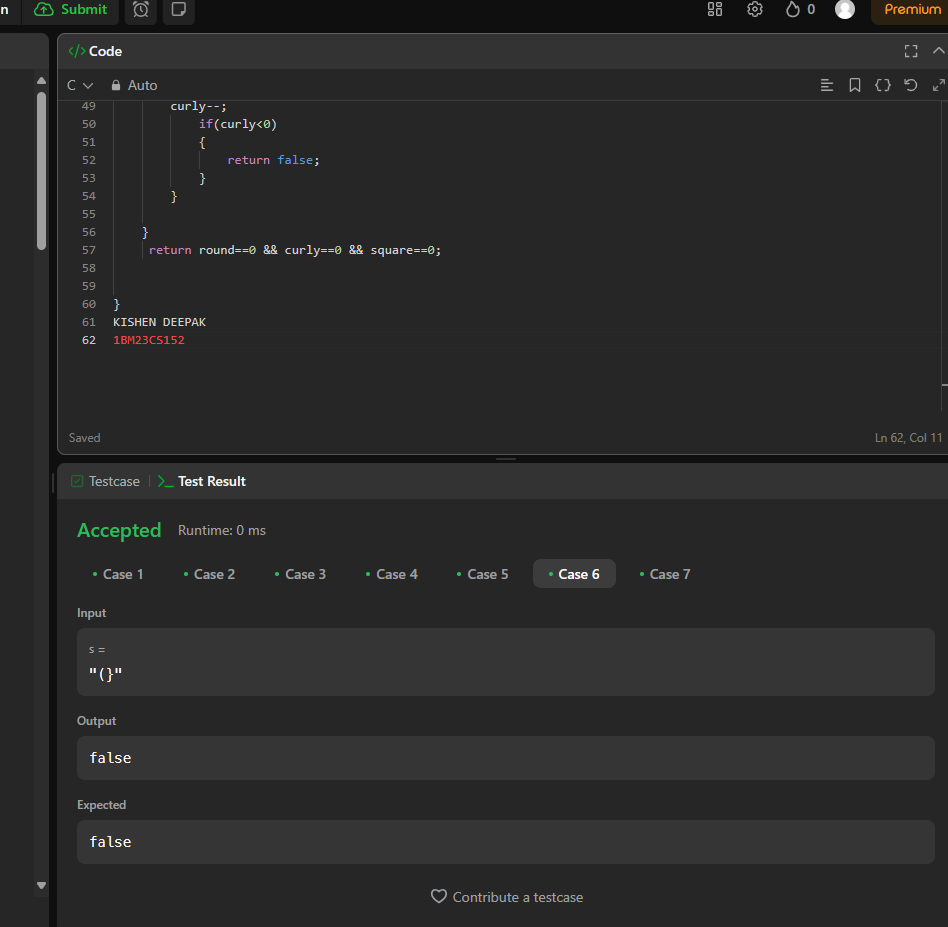 n Submit 0 Premium
</> Code
C Auto
49 curly--;
50 if(curly<0)
51 {
52 return false;
53 }
54 }
55
56 }
57 return round==0 && curly==0 && square==0;
58
59
60 }
61 KISHEN DEEPAK
62 1BM23CS152
Saved Ln 62, Col 11
Testcase | >_ Test Result
Accepted Runtime: 0 ms
• Case 1 • Case 2 • Case 3 • Case 4 • Case 5 • Case 6 • Case 7
Input
s =
"(}"
Output
false
Expected
false
Contribute a testcase